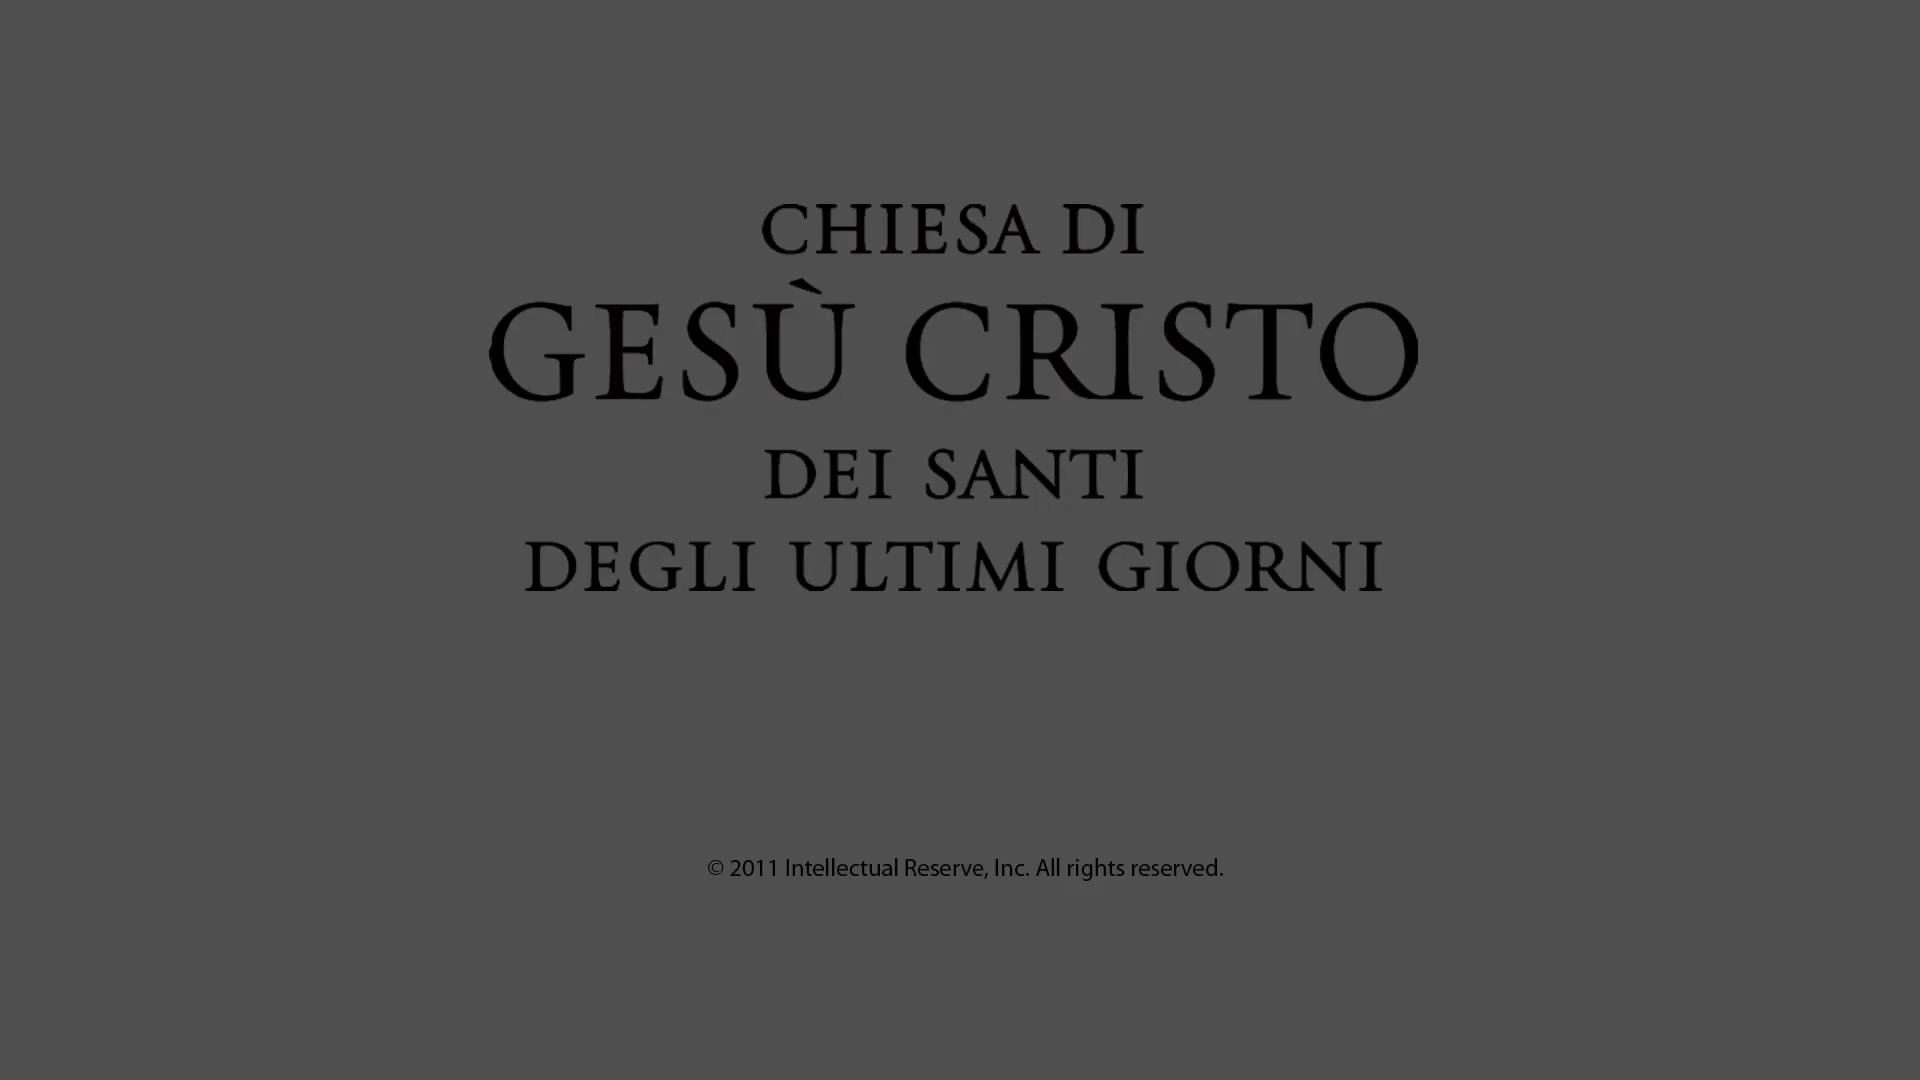 CHIESA DI
GESÙ CRISTO
DEI SANTI
DEGLI ULTIMI GIORNI
© 2011 Intellectual Reserve, Inc. All rights reserved.